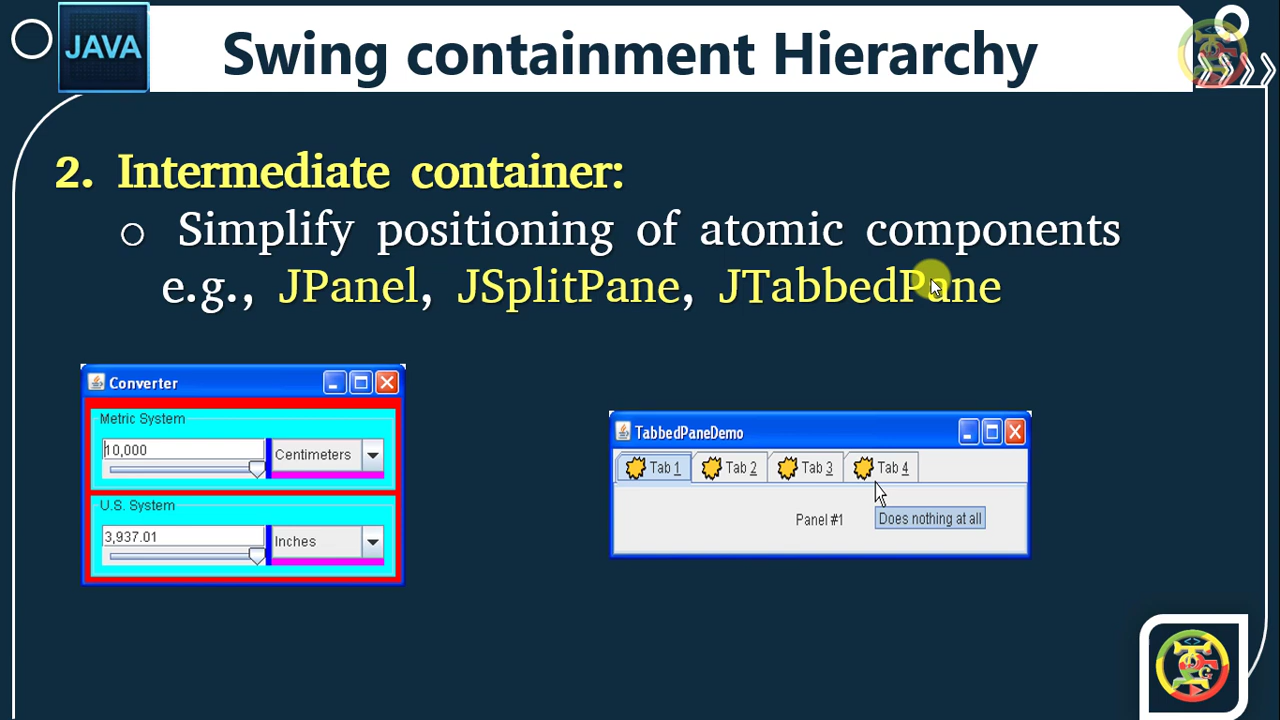 JAVA
Swing containment Hierarchy
2. Intermediate container:
o Simplify positioning of atomic components
e.g., JPanel, JSplitPane, JTabbedPane
Converter
Metric System
10,000
Centimeters
U.S. System
3,937.01
Inches
TabbedPaneDemo
Tab 1 Tab 2 Tab 3 Tab 4
Panel #1
Does nothing at all